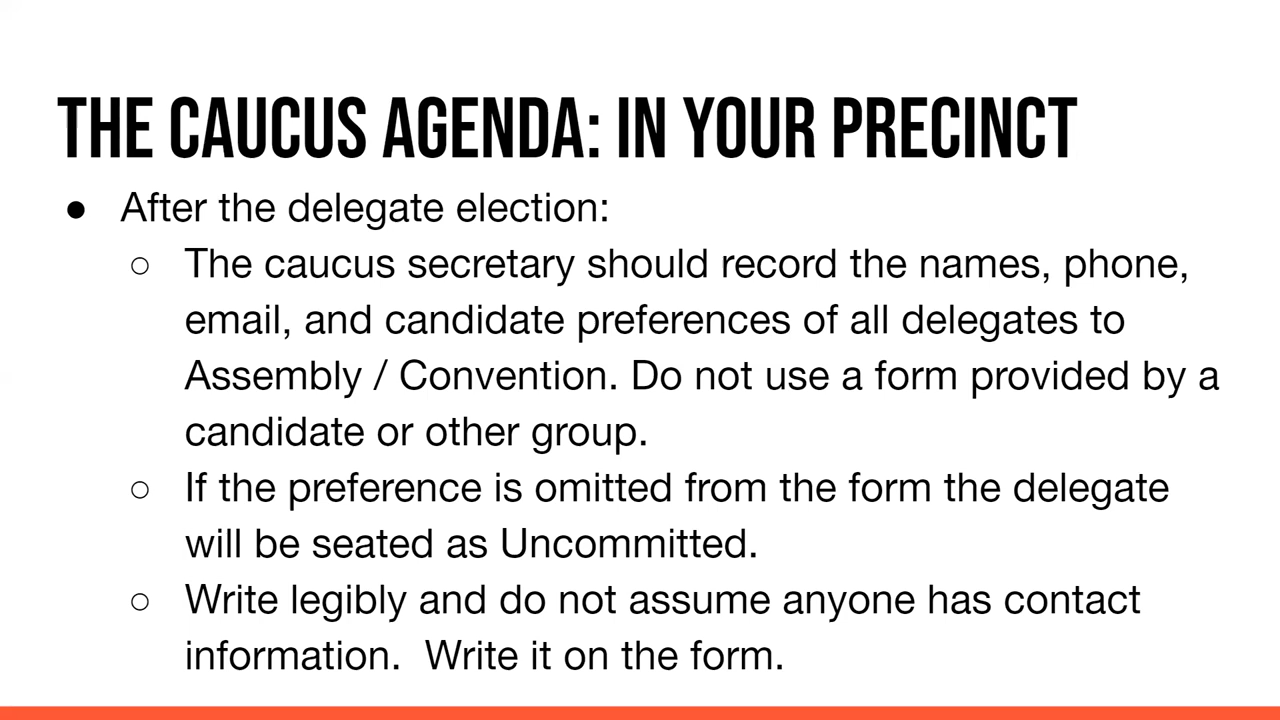 THE CAUCUS AGENDA: IN YOUR PRECINCT
● After the delegate election:
○ The caucus secretary should record the names, phone,
email, and candidate preferences of all delegates to
Assembly / Convention. Do not use a form provided by a
candidate or other group.
○ If the preference is omitted from the form the delegate
will be seated as Uncommitted.
○ Write legibly and do not assume anyone has contact
information.  Write it on the form.